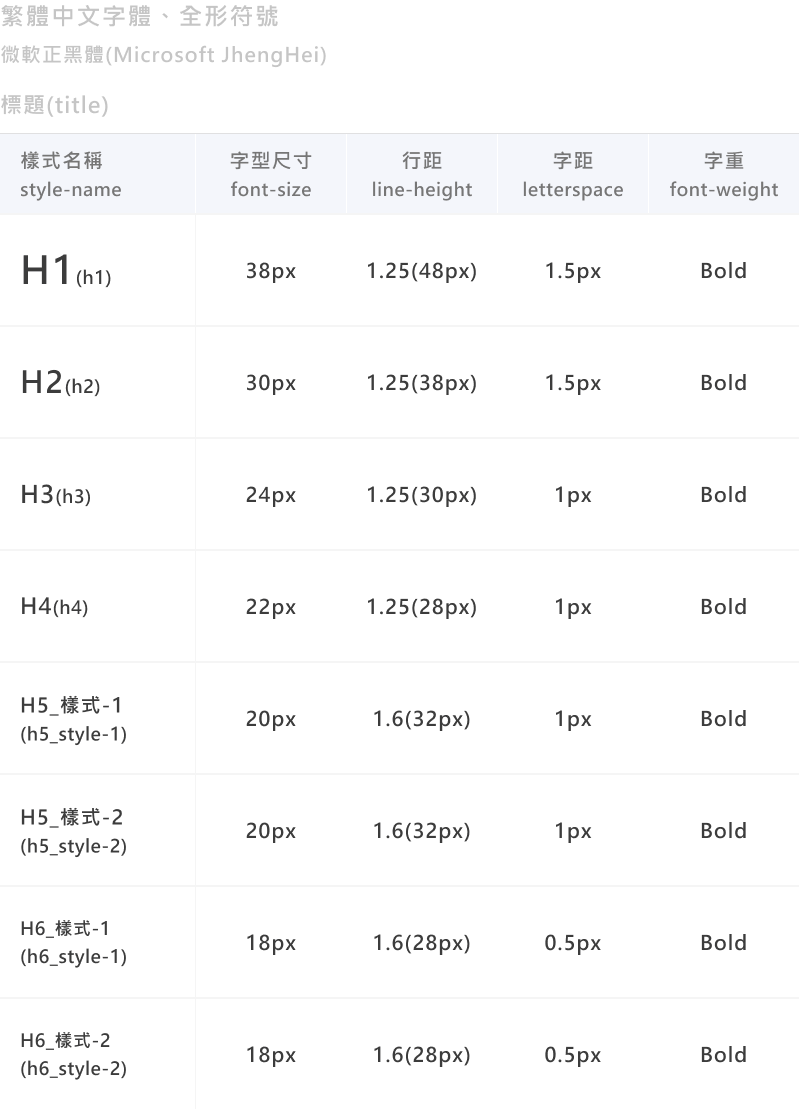 繁體中文字體、全形符號
微軟正黑體(Microsoft JhengHei)
標題(title)
樣式名稱 字型尺寸 行距 字距 字重
style-name font-size line-height letterspace font-weight
H1(h1) 38px 1.25(48px) 1.5px Bold
H2(h2) 30px 1.25(38px) 1.5px Bold
H3(h3) 24px 1.25(30px) 1px Bold
H4(h4) 22px 1.25(28px) 1px Bold
H5_樣式-1
(h5_style-1) 20px 1.6(32px) 1px Bold
H5_樣式-2
(h5_style-2) 20px 1.6(32px) 1px Bold
H6_樣式-1
(h6_style-1) 18px 1.6(28px) 0.5px Bold
H6_樣式-2
(h6_style-2) 18px 1.6(28px) 0.5px Bold